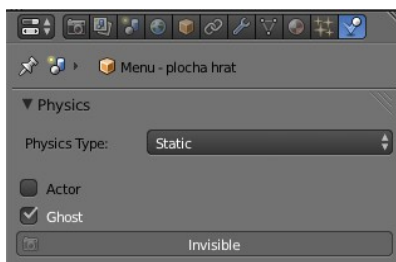 Menu - plocha hrat
Physics
Physics Type: Static
Actor
Ghost
Invisible